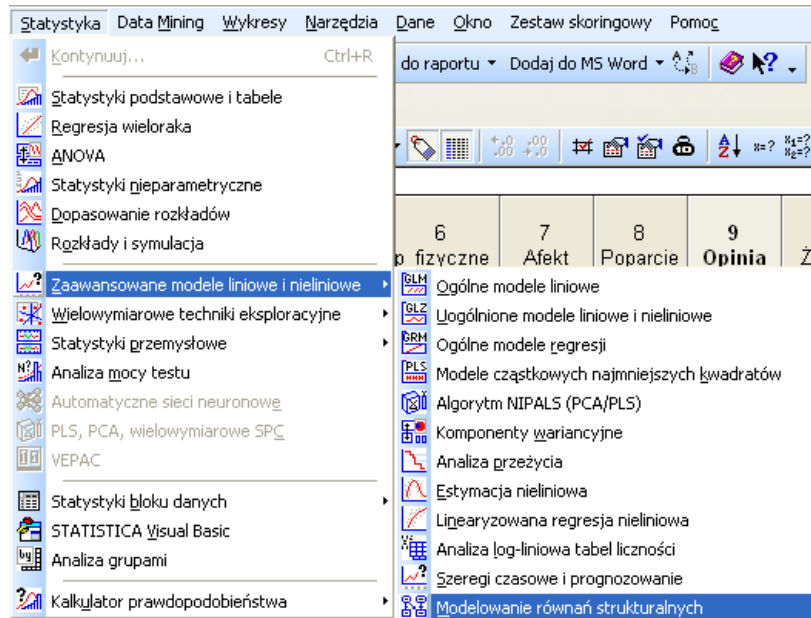 Statystyka Data Mining Wykresy Narzędzia Dane Okno Zestaw skoringowy Pomoc
Kontynuuj... Ctrl+R
do raportu Dodaj do MS Word
Statystyki podstawowe i tabele
Regresja wieloraka
ANOVA
Statystyki nieparametryczne
Dopasowanie rozkładów
Rozkłady i symulacja
6 7 8 9
p fizyczne Afekt Poparcie Opinia Ż
Zaawansowane modele liniowe i nieliniowe
Wielowymiarowe techniki eksploracyjne
Statystyki przemysłowe
Analiza mocy testu
Automatyczne sieci neuronowe
PLS, PCA, wielowymiarowe SPC
VEPAC
Statystyki bloku danych
STATISTICA Visual Basic
Analiza grupami
Kalkulator prawdopodobieństwa
GLM Ogólne modele liniowe
GLZ Uogólnione modele liniowe i nieliniowe
GRM Ogólne modele regresji
PLS Modele cząstkowych najmniejszych kwadratów
Algorytm NIPALS (PCA/PLS)
Komponenty wariancyjne
Analiza przeżycia
Estymacja nieliniowa
Linearyzowana regresja nieliniowa
Analiza log-liniowa tabel liczności
Szeregi czasowe i prognozowanie
Modelowanie równań strukturalnych